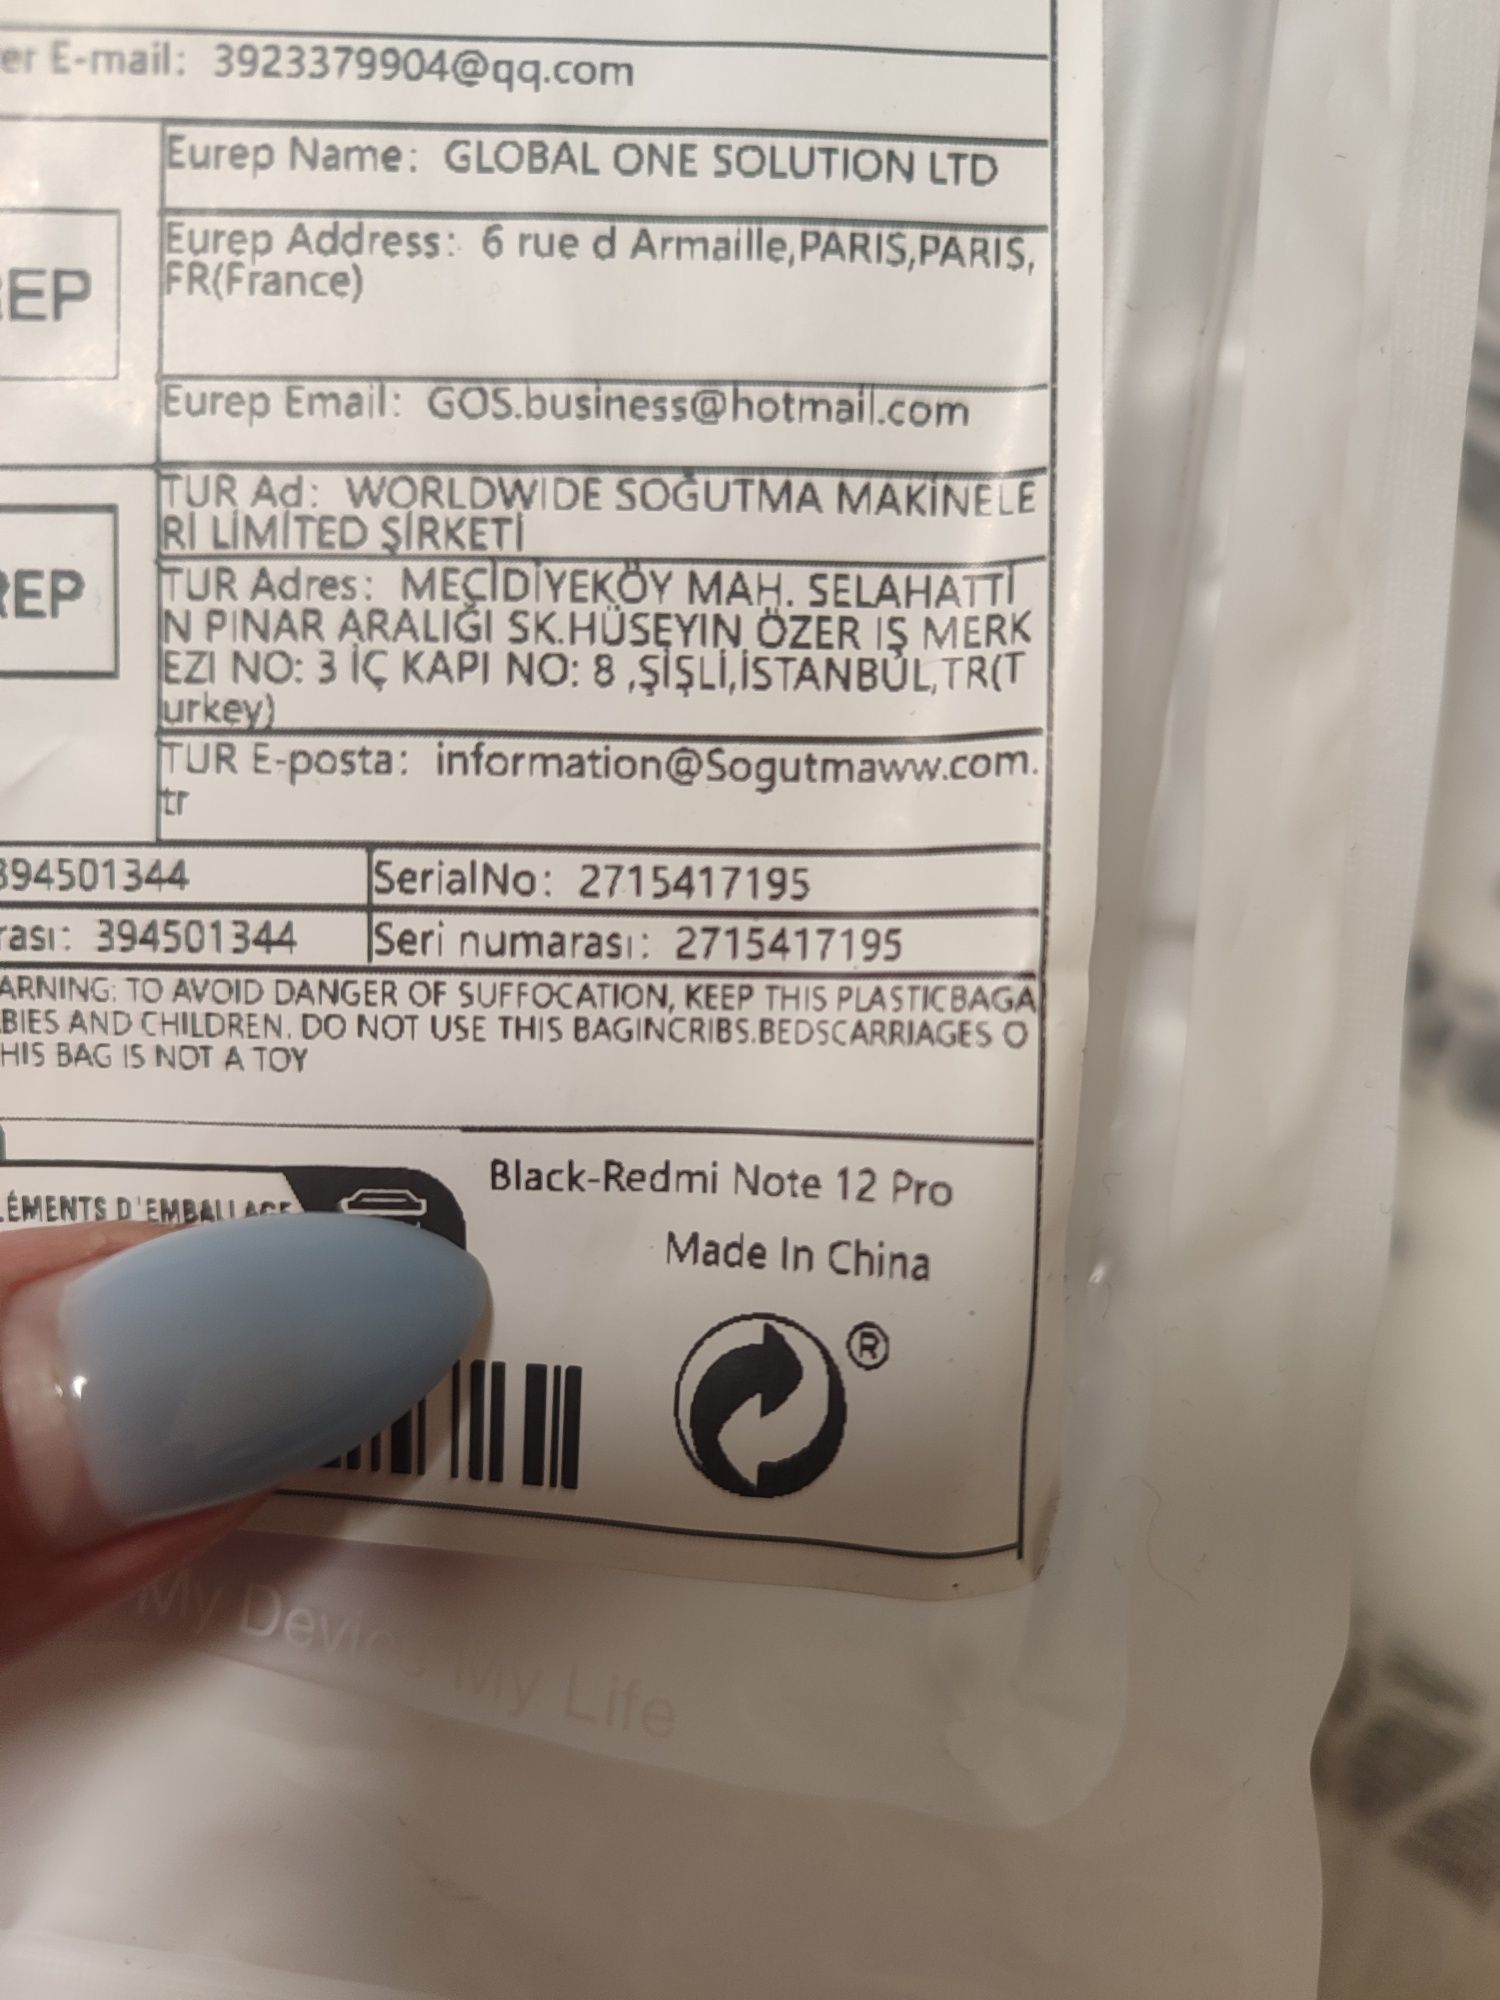 er E-mail: 3923379904@qq.com
Eurep Name: GLOBAL ONE SOLUTION LTD
Eurep Address: 6 rue d Armaille,PARIS,PARIS,
FR(France)
EP
Eurep Email: GOS.business@hotmail.com
TUR Ad: WORLDWIDE SOĞUTMA MAKİNELE
Rİ LİMİTED ŞİRKETİ
REP
TUR Adres: MEÇİDİYEKÖY MAH. SELAHATTİ
N PINAR ARALIĞI SK.HÜSEYIN ÖZER IŞ MERK
EZI NO: 3 İÇ KAPI NO: 8 ,ŞİŞLİ,İSTANBUL,TR(T
urkey)
TUR E-posta: information@Sogutmaww.com.
tr
394501344 SerialNo: 2715417195
rası: 394501344 Seri numarası: 2715417195
ARNING: TO AVOID DANGER OF SUFFOCATION, KEEP THIS PLASTICBAGA
BIES AND CHILDREN. DO NOT USE THIS BAGINCRIBS.BEDSCARRIAGES O
HIS BAG IS NOT A TOY
Black-Redmi Note 12 Pro
ÉMENTS D'EMBALLAGE
Made In China
®
My Device My Life